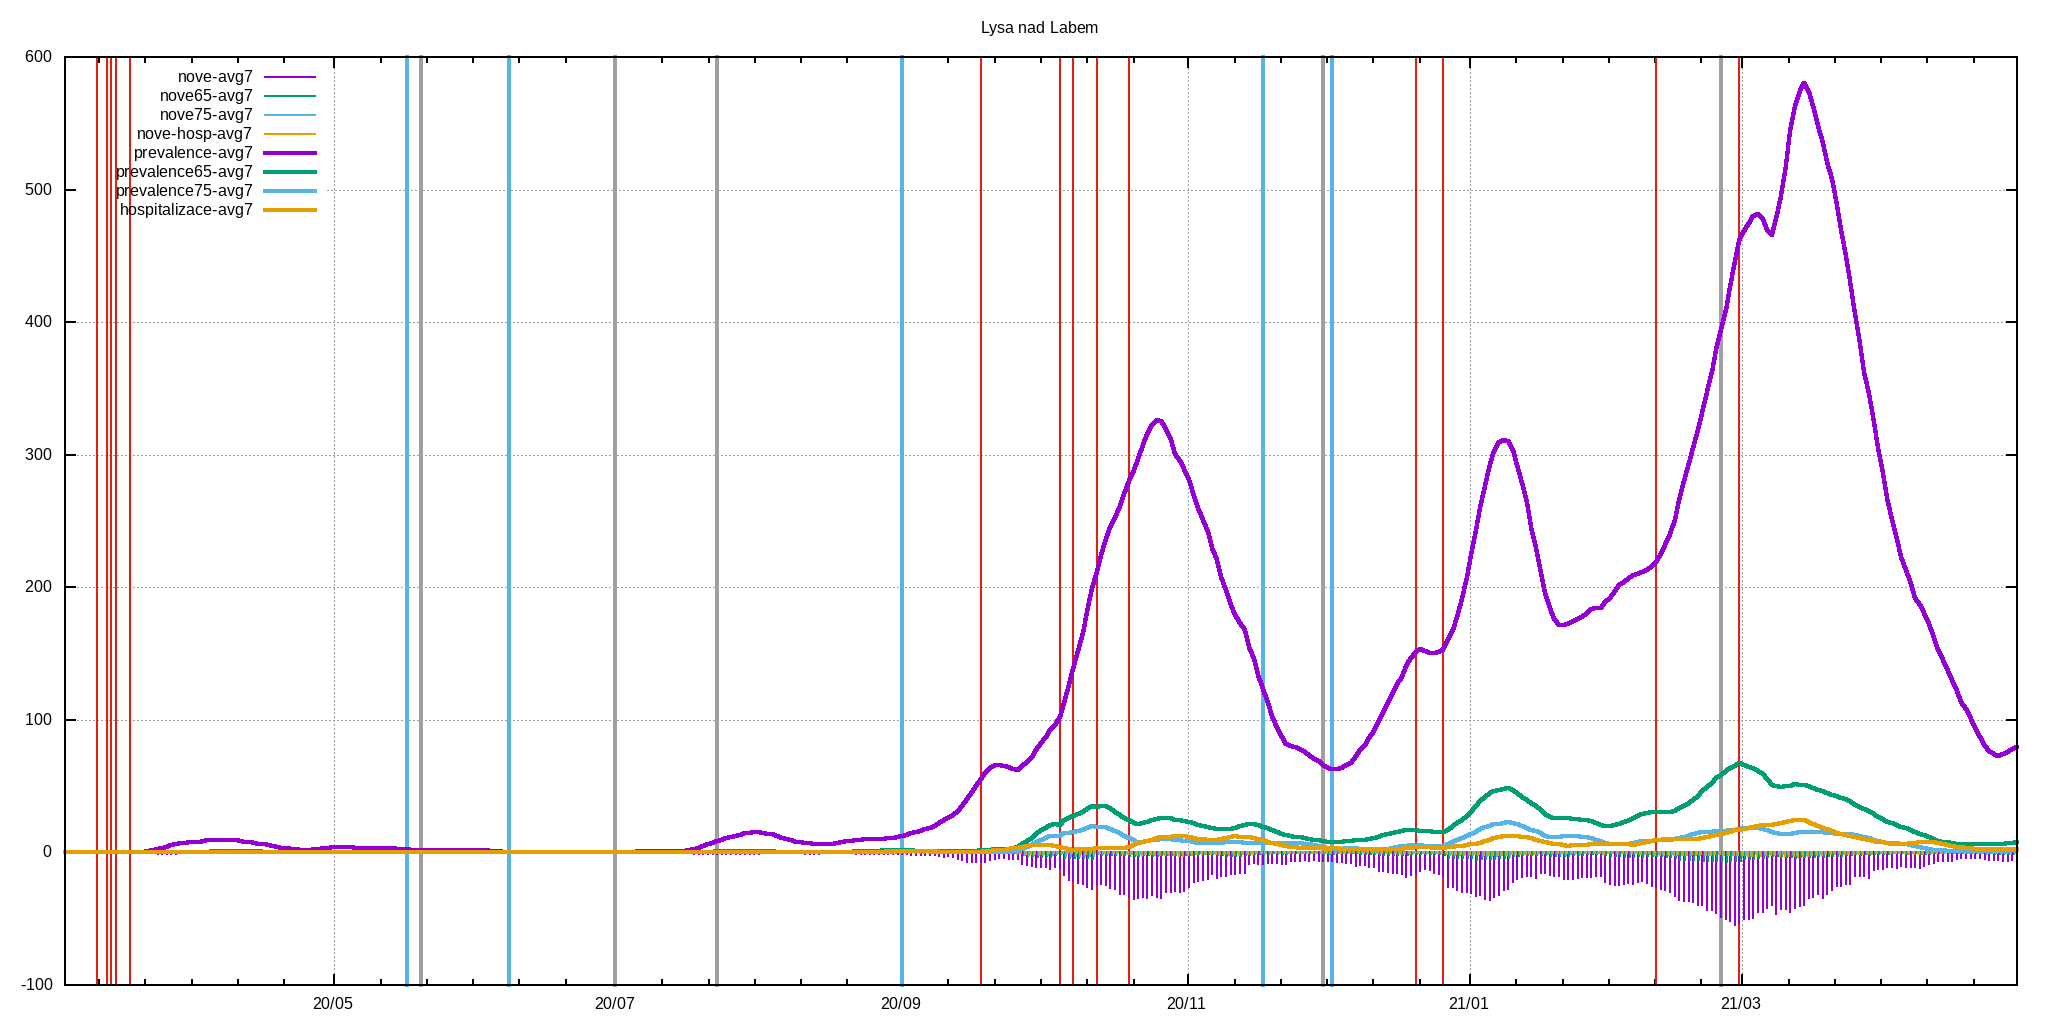 Lysa nad Labem
600
500
400
300
200
100
0
-100
nove-avg7
nove65-avg7
nove75-avg7
nove-hosp-avg7
prevalence-avg7
prevalence65-avg7
prevalence75-avg7
hospitalizace-avg7
20/05
20/07
20/09
20/11
21/01
21/03